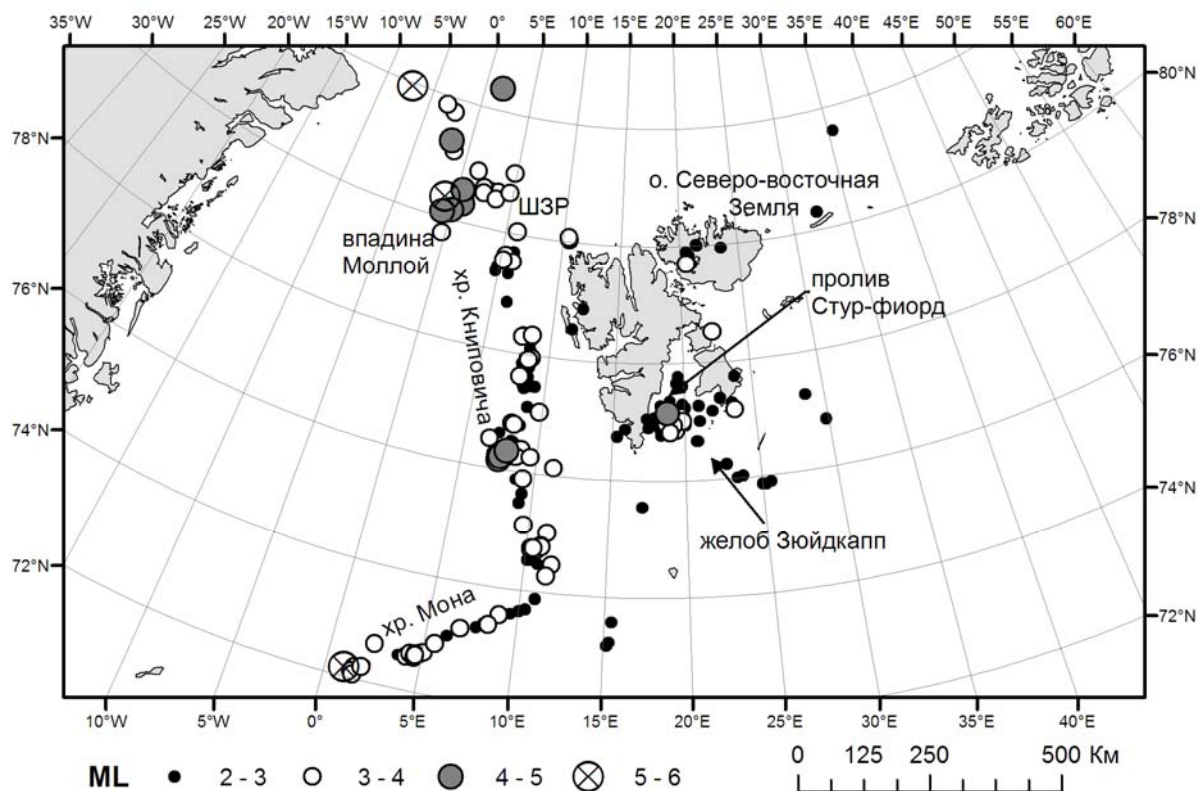 35°W 30°W 25°W 20°W 15°W 10°W 5°W 0° 5°E 10°E 15°E 20°E 25°E 30°E 35°E 40°E 45°E 50°E 55°E 60°E
80°N
78°N
78°N
76°N
76°N
74°N
74°N
72°N
72°N
о. Северо-восточная
Земля
ШЗР
впадина
Моллой
пролив
Стур-фиорд
хр. Книповича
желоб Зюйдкапп
хр. Мона
10°W 5°W 0° 5°E 10°E 15°E 20°E 25°E 30°E 35°E 40°E
0 125 250 500 Км
ML 2 - 3 3 - 4 4 - 5 5 - 6